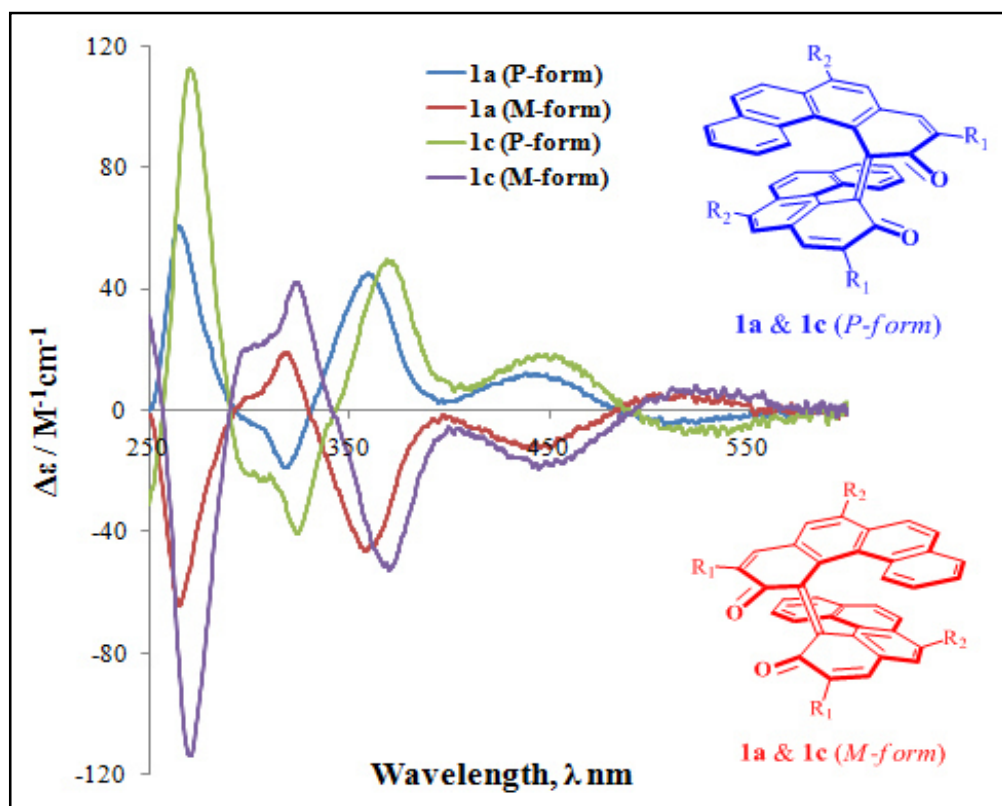 120
80
40
0
-40
-80
-120
Δε / M⁻¹cm⁻¹
250
350
450
550
Wavelength, λ nm
1a (P-form)
1a (M-form)
1c (P-form)
1c (M-form)
R₂
R₁
O
R₂
O
R₁
1a & 1c (P-form)
R₂
R₁
O
R₂
O
R₁
1a & 1c (M-form)